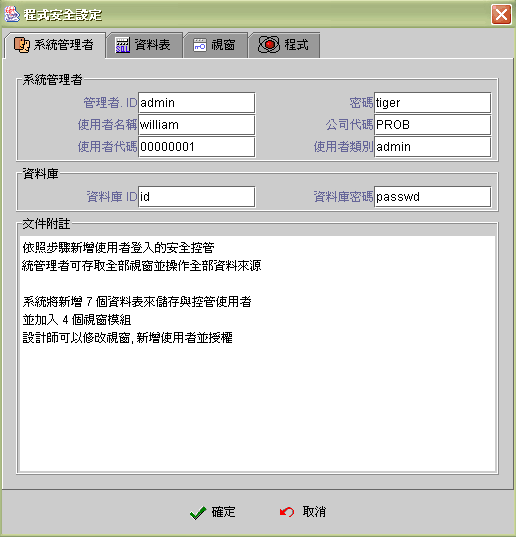 程式安全設定
系統管理者 資料表 視窗 程式
系統管理者
管理者. ID admin 密碼 tiger
使用者名稱 william 公司代碼 PROB
使用者代碼 00000001 使用者類別 admin
資料庫
資料庫 ID id 資料庫密碼 passwd
文件附註
依照步驟新增使用者登入的安全控管
統管理者可存取全部視窗並操作全部資料來源
系統將新增 7 個資料表來儲存與控管使用者
並加入 4 個視窗模組
設計師可以修改視窗, 新增使用者並授權
確定 取消